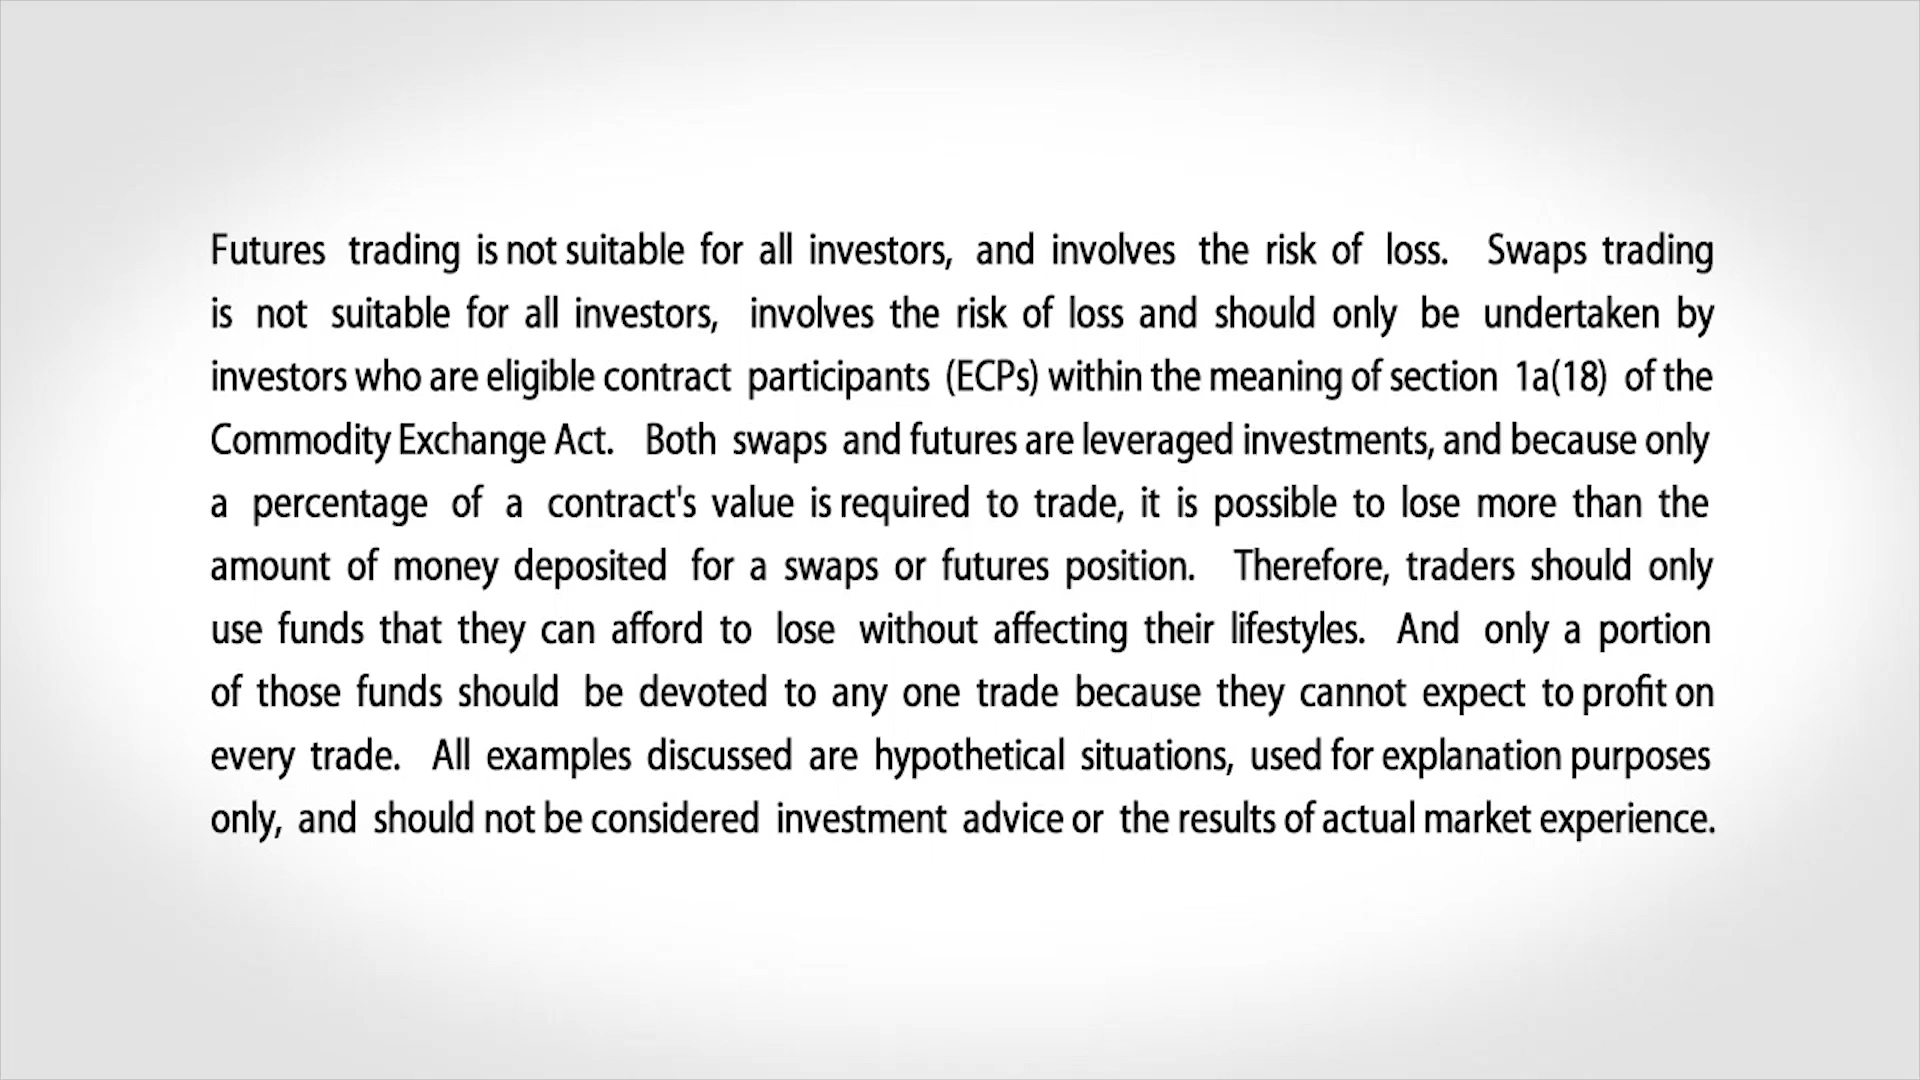 Futures trading is not suitable for all investors, and involves the risk of loss. Swaps trading
is not suitable for all investors, involves the risk of loss and should only be undertaken by
investors who are eligible contract participants (ECPs) within the meaning of section 1a(18) of the
Commodity Exchange Act. Both swaps and futures are leveraged investments, and because only
a percentage of a contract's value is required to trade, it is possible to lose more than the
amount of money deposited for a swaps or futures position. Therefore, traders should only
use funds that they can afford to lose without affecting their lifestyles. And only a portion
of those funds should be devoted to any one trade because they cannot expect to profit on
every trade. All examples discussed are hypothetical situations, used for explanation purposes
only, and should not be considered investment advice or the results of actual market experience.